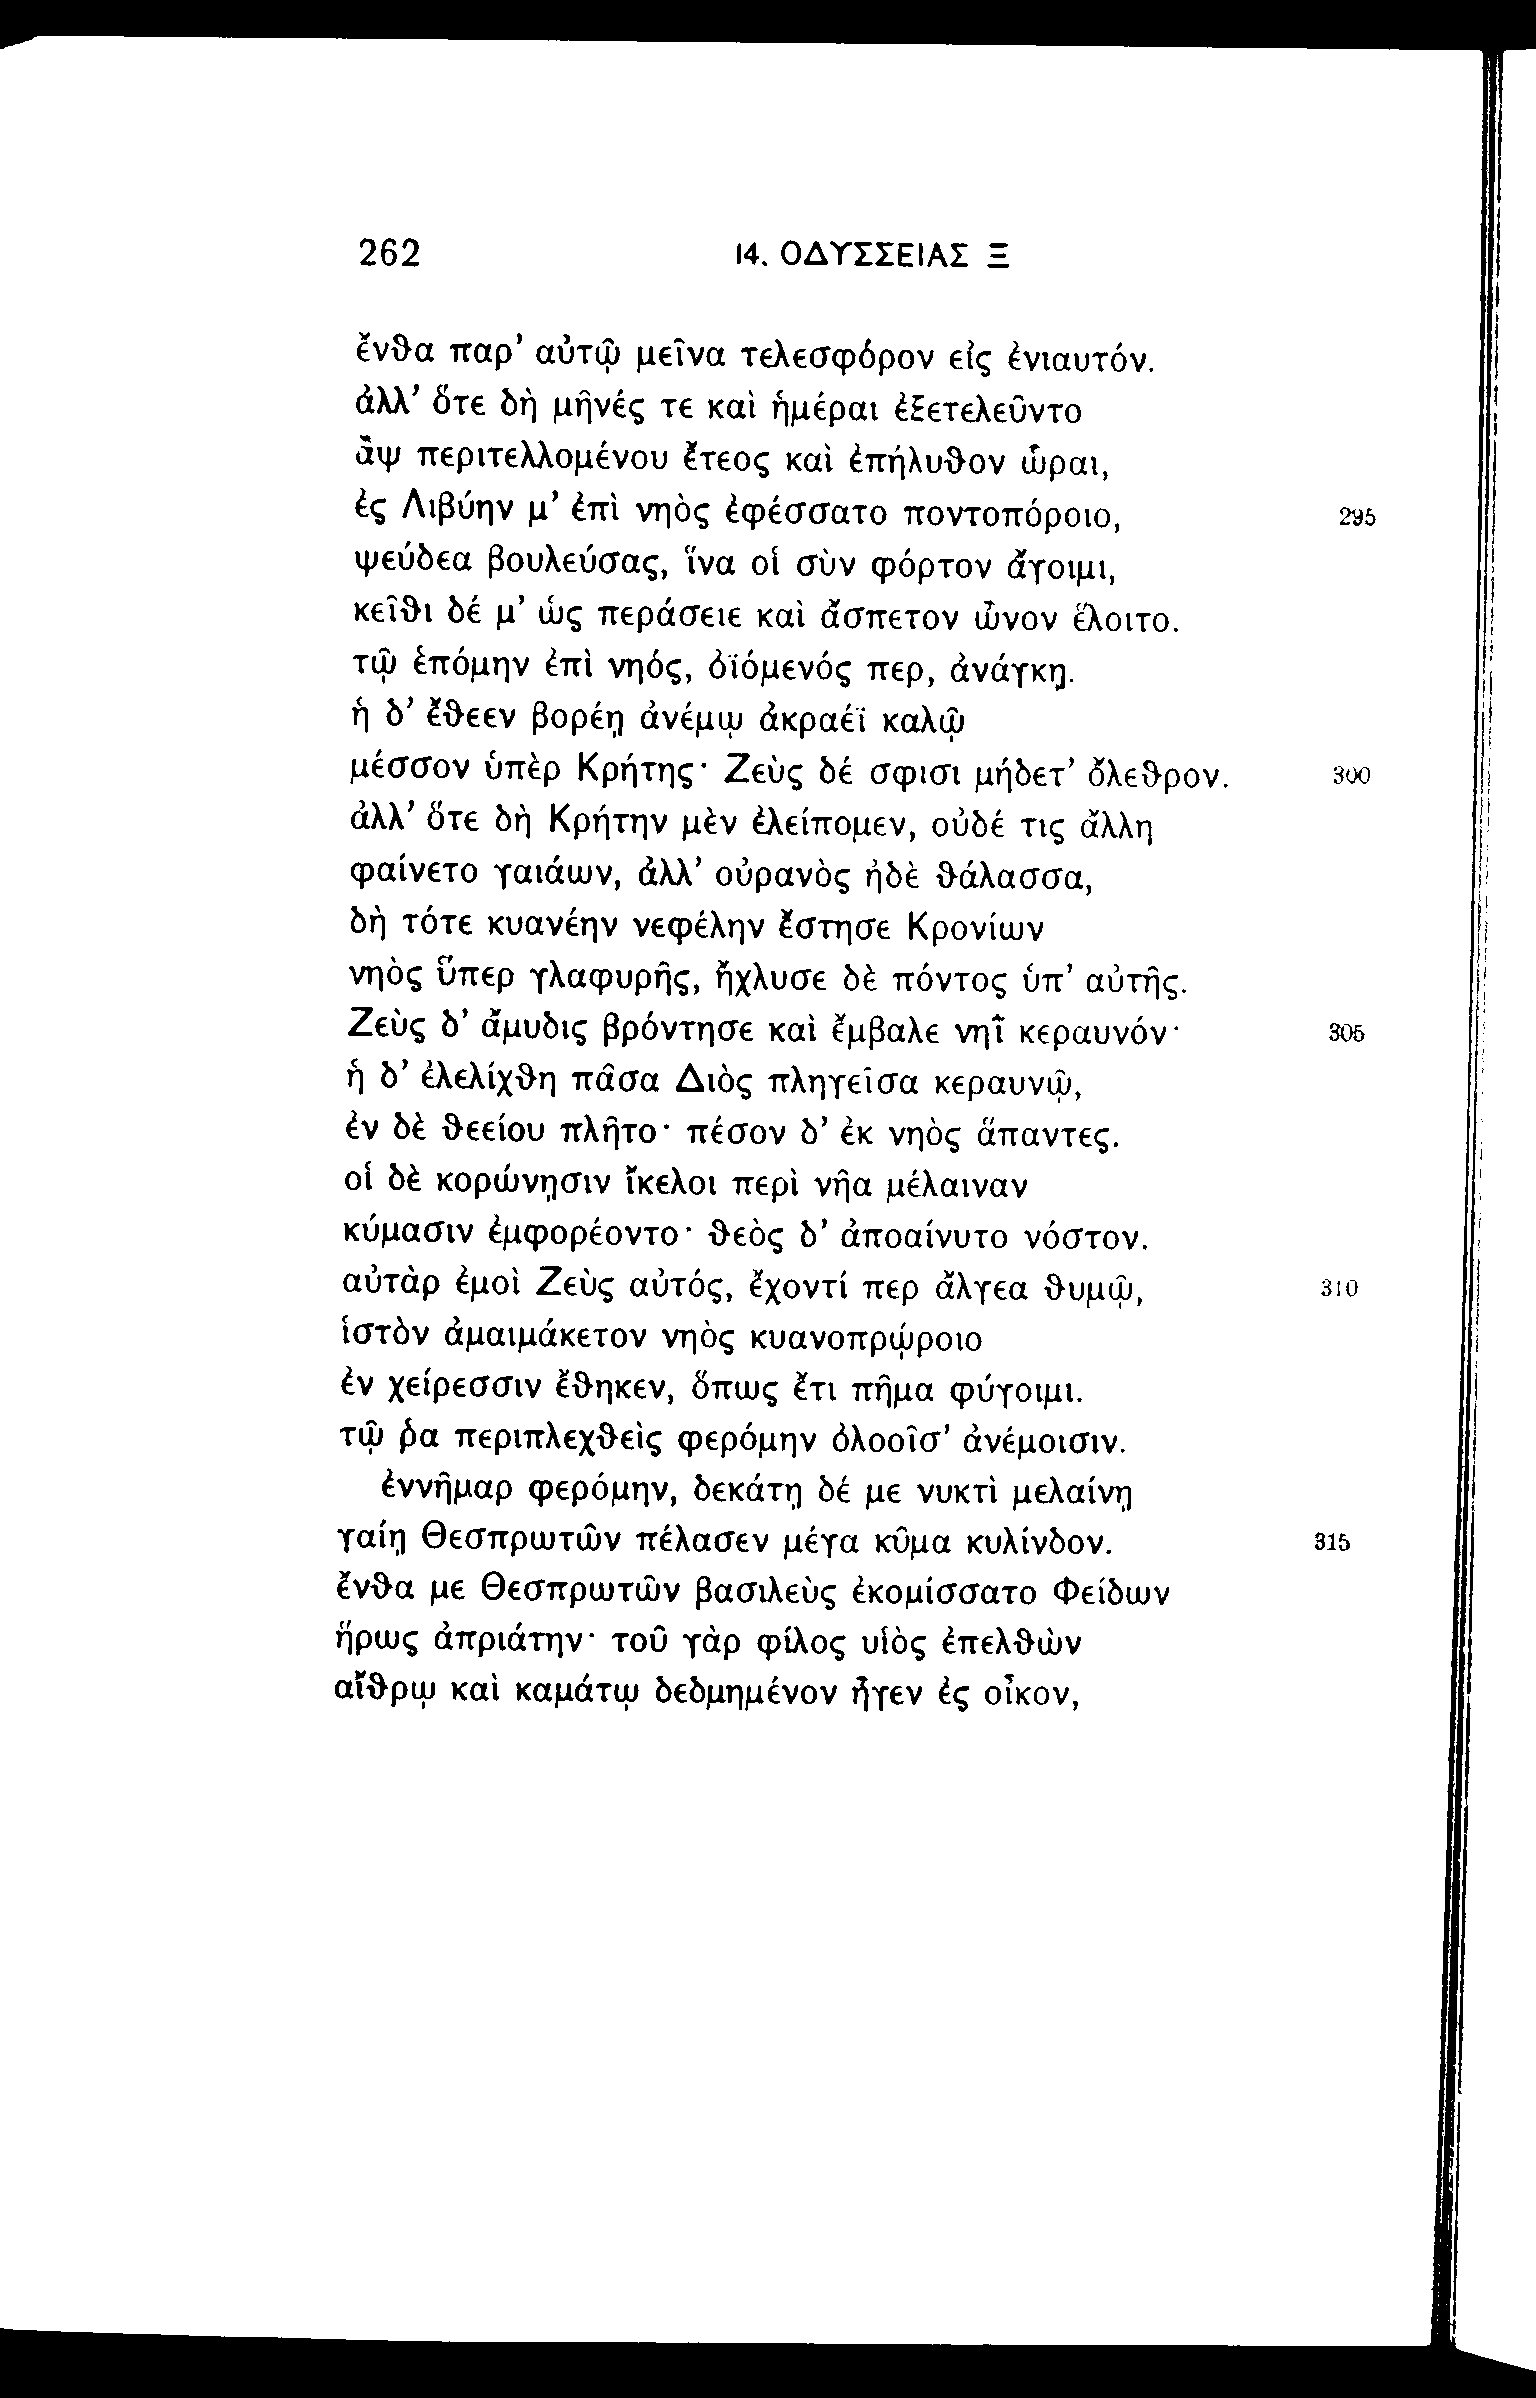 262
14. ΟΔΥΣΣΕΙΑΣ Ξ
ἔνϑα παρ’ αὐτῷ μεῖνα τελεσφόρον εἰς ἐνιαυτόν.
ἀλλ’ ὅτε δὴ μῆνές τε καὶ ἡμέραι ἐξετελεῦντο
ἂψ περιτελλομένου ἔτεος καὶ ἐπήλυϑον ὧραι,
ἐς Λιβύην μ’ ἐπὶ νηὸς ἐφέσσατο ποντοπόροιο, 295
ψεύδεα βουλεύσας, ἵνα οἱ σὺν φόρτον ἄγοιμι,
κεῖϑι δέ μ’ ὡς περάσειε καὶ ἄσπετον ὦνον ἕλοιτο.
τῷ ἑπόμην ἐπὶ νηός, ὀϊόμενός περ, ἀνάγκῃ.
ἡ δ’ ἔϑεεν βορέῃ ἀνέμῳ ἀκραέϊ καλῷ
μέσσον ὑπὲρ Κρήτης· Ζεὺς δέ σφισι μήδετ’ ὄλεϑρον. 300
ἀλλ’ ὅτε δὴ Κρήτην μὲν ἐλείπομεν, οὐδέ τις ἄλλη
φαίνετο γαιάων, ἀλλ’ οὐρανὸς ἠδὲ ϑάλασσα,
δὴ τότε κυανέην νεφέλην ἔστησε Κρονίων
νηὸς ὕπερ γλαφυρῆς, ἤχλυσε δὲ πόντος ὑπ’ αὐτῆς.
Ζεὺς δ’ ἄμυδις βρόντησε καὶ ἔμβαλε νηῒ κεραυνόν· 305
ἡ δ’ ἐλελίχϑη πᾶσα Διὸς πληγεῖσα κεραυνῷ,
ἐν δὲ ϑεείου πλῆτο· πέσον δ’ ἐκ νηὸς ἅπαντες.
οἱ δὲ κορώνῃσιν ἴκελοι περὶ νῆα μέλαιναν
κύμασιν ἐμφορέοντο· ϑεὸς δ’ ἀποαίνυτο νόστον.
αὐτὰρ ἐμοὶ Ζεὺς αὐτός, ἔχοντί περ ἄλγεα ϑυμῷ, 310
ἱστὸν ἀμαιμάκετον νηὸς κυανοπρῴροιο
ἐν χείρεσσιν ἔϑηκεν, ὅπως ἔτι πῆμα φύγοιμι.
τῷ ῥα περιπλεχϑεὶς φερόμην ὀλοοῖσ’ ἀνέμοισιν.
ἐννῆμαρ φερόμην, δεκάτῃ δέ με νυκτὶ μελαίνῃ
γαίῃ Θεσπρωτῶν πέλασεν μέγα κῦμα κυλίνδον. 315
ἔνϑα με Θεσπρωτῶν βασιλεὺς ἐκομίσσατο Φείδων
ἥρως ἀπριάτην· τοῦ γὰρ φίλος υἱὸς ἐπελϑὼν
αἴϑρῳ καὶ καμάτῳ δεδμημένον ἦγεν ἐς οἶκον,